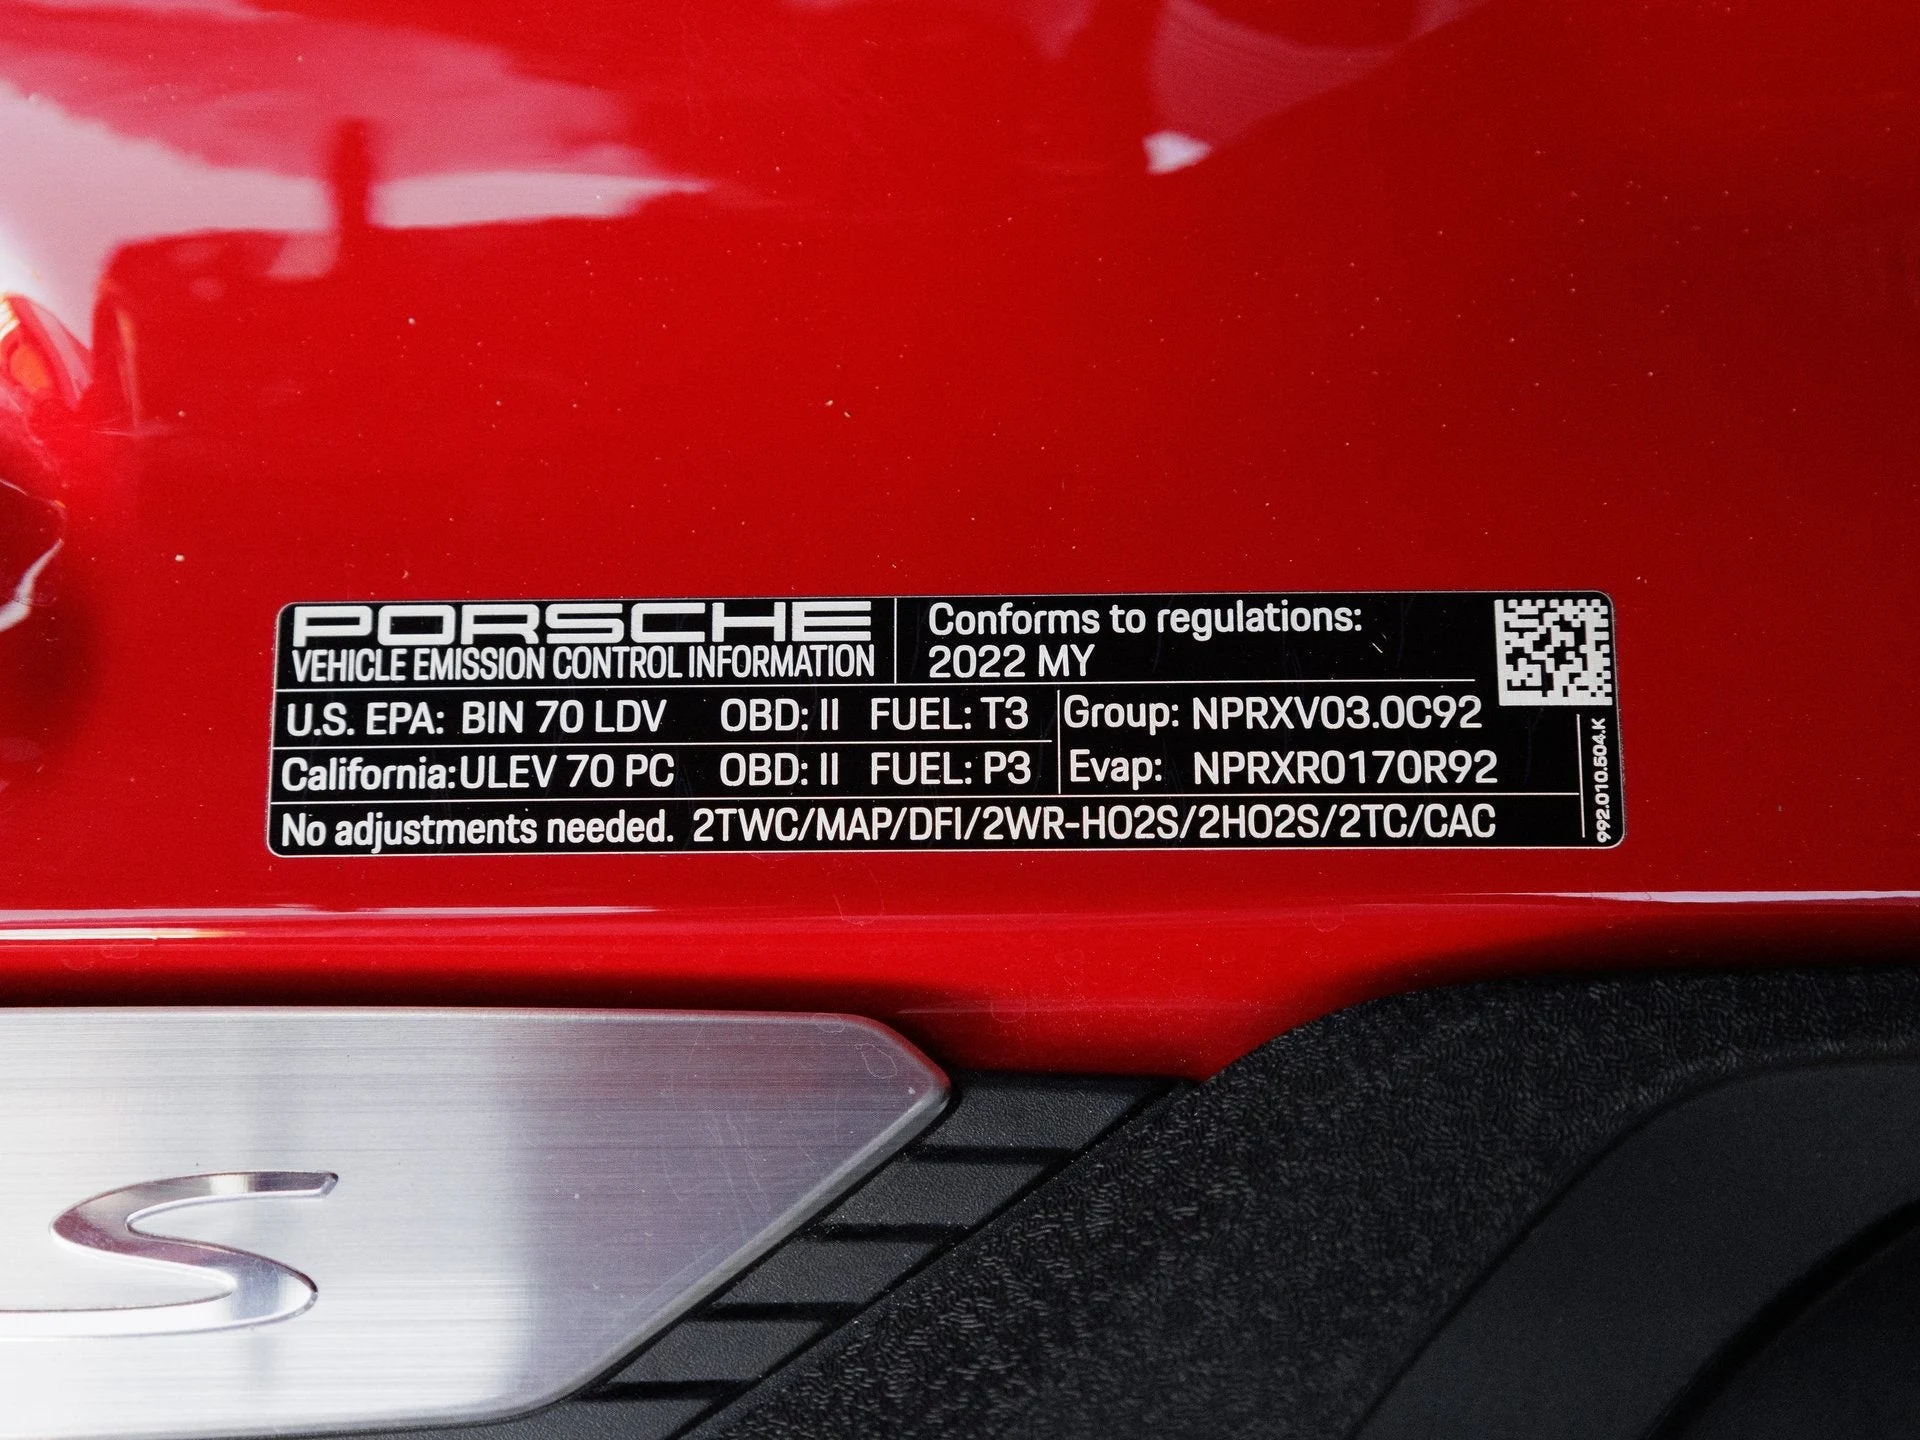 PORSCHE
VEHICLE EMISSION CONTROL INFORMATION
Conforms to regulations:
2022 MY
U.S. EPA: BIN 70 LDV OBD: II FUEL: T3
California: ULEV 70 PC OBD: II FUEL: P3
Group: NPRXV03.0C92
Evap: NPRXR0170R92
No adjustments needed. 2TWC/MAP/DFI/2WR-HO2S/2HO2S/2TC/CAC
992.010.504.K
S